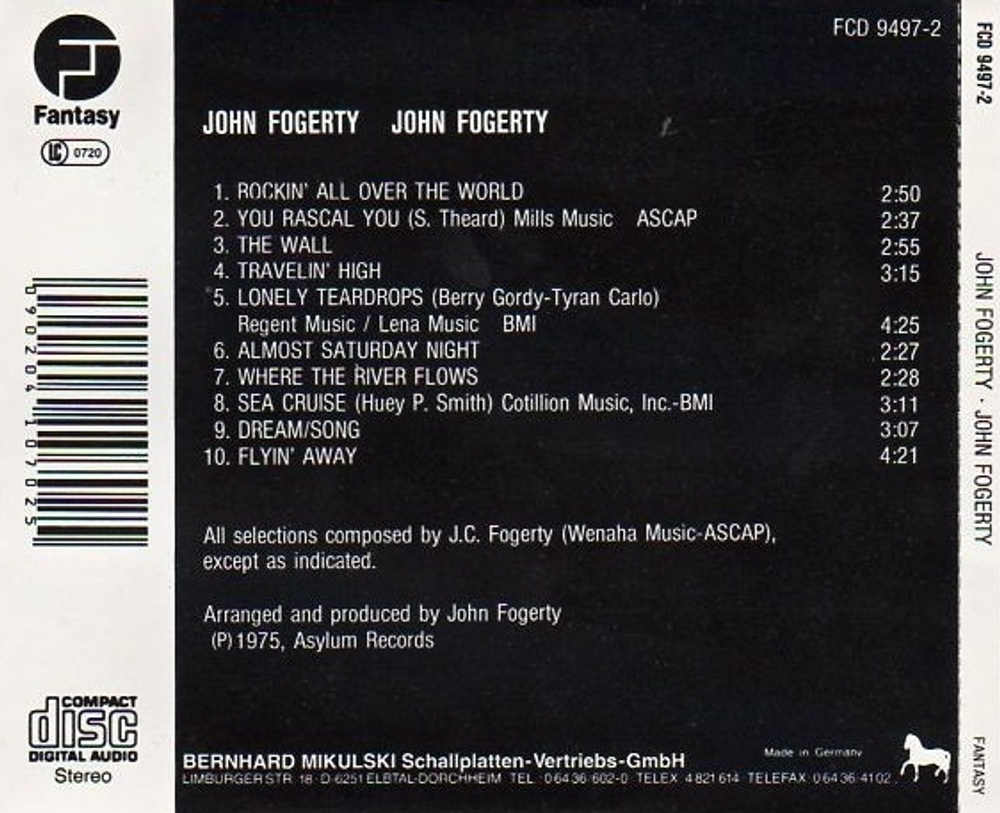 Fantasy
LC 0720
090204107025
COMPACT
disc
DIGITAL AUDIO
Stereo
FCD 9497-2
JOHN FOGERTY JOHN FOGERTY
1. ROCKIN' ALL OVER THE WORLD 2:50
2. YOU RASCAL YOU (S. Theard) Mills Music ASCAP 2:37
3. THE WALL 2:55
4. TRAVELIN' HIGH 3:15
5. LONELY TEARDROPS (Berry Gordy-Tyran Carlo)
Regent Music / Lena Music BMI 4:25
6. ALMOST SATURDAY NIGHT 2:27
7. WHERE THE RIVER FLOWS 2:28
8. SEA CRUISE (Huey P. Smith) Cotillion Music, Inc.-BMI 3:11
9. DREAM/SONG 3:07
10. FLYIN' AWAY 4:21
All selections composed by J.C. Fogerty (Wenaha Music-ASCAP),
except as indicated.
Arranged and produced by John Fogerty
(P) 1975, Asylum Records
BERNHARD MIKULSKI Schallplatten-Vertriebs-GmbH
LIMBURGER STR. 18 · D-6251 ELBTAL-DORCHHEIM TEL. 06436 602-0 TELEX 4821614 TELEFAX 06436 4102
Made in Germany
FCD 9497-2
JOHN FOGERTY · JOHN FOGERTY
FANTASY